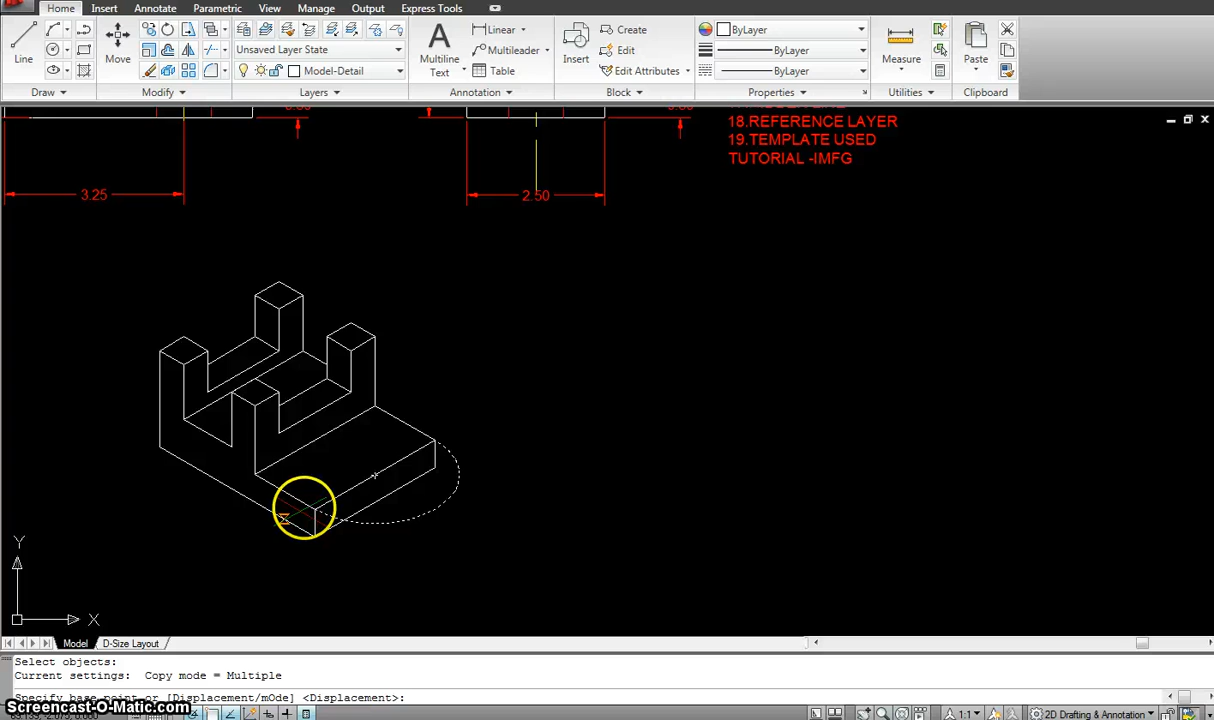 Home Insert Annotate Parametric View Manage Output Express Tools
Line
Move
Unsaved Layer State
Model-Detail
Multiline
Text
Linear
Multileader
Table
Insert
Create
Edit
Edit Attributes
ByLayer
ByLayer
ByLayer
Measure
Paste
Draw Modify Layers Annotation Block Properties Utilities Clipboard
18.REFERENCE LAYER
19.TEMPLATE USED
TUTORIAL -IMFG
3.25
2.50
Y
X
Model D-Size Layout
Select objects:
Current settings: Copy mode = Multiple
Specify base point or [Displacement/mOde] <Displacement>:
Screencast-O-Matic.com
1:1
2D Drafting & Annotation